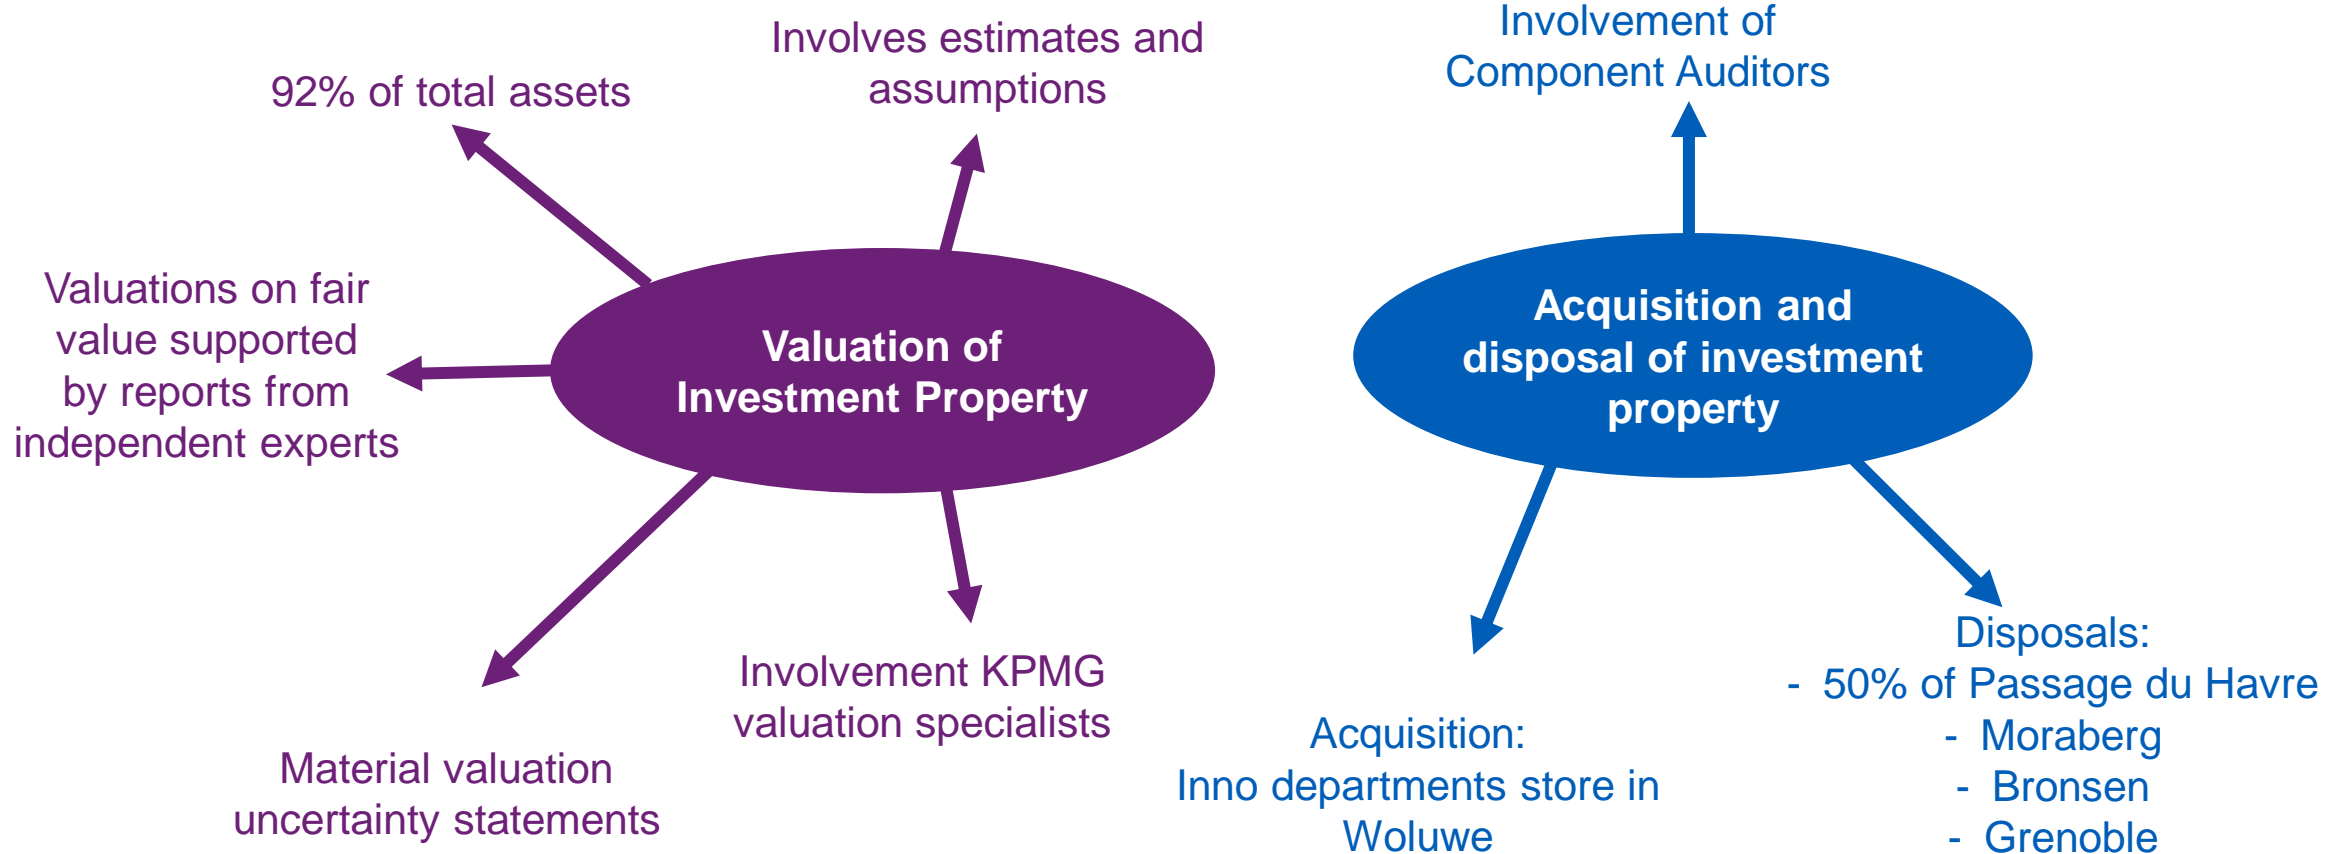 92% of total assets
Involves estimates and
assumptions
Valuations on fair
value supported
by reports from
independent experts
Valuation of
Investment Property
Material valuation
uncertainty statements
Involvement KPMG
valuation specialists
Involvement of
Component Auditors
Acquisition and
disposal of investment
property
Acquisition:
Inno departments store in
Woluwe
Disposals:
- 50% of Passage du Havre
- Moraberg
- Bronsen
- Grenoble